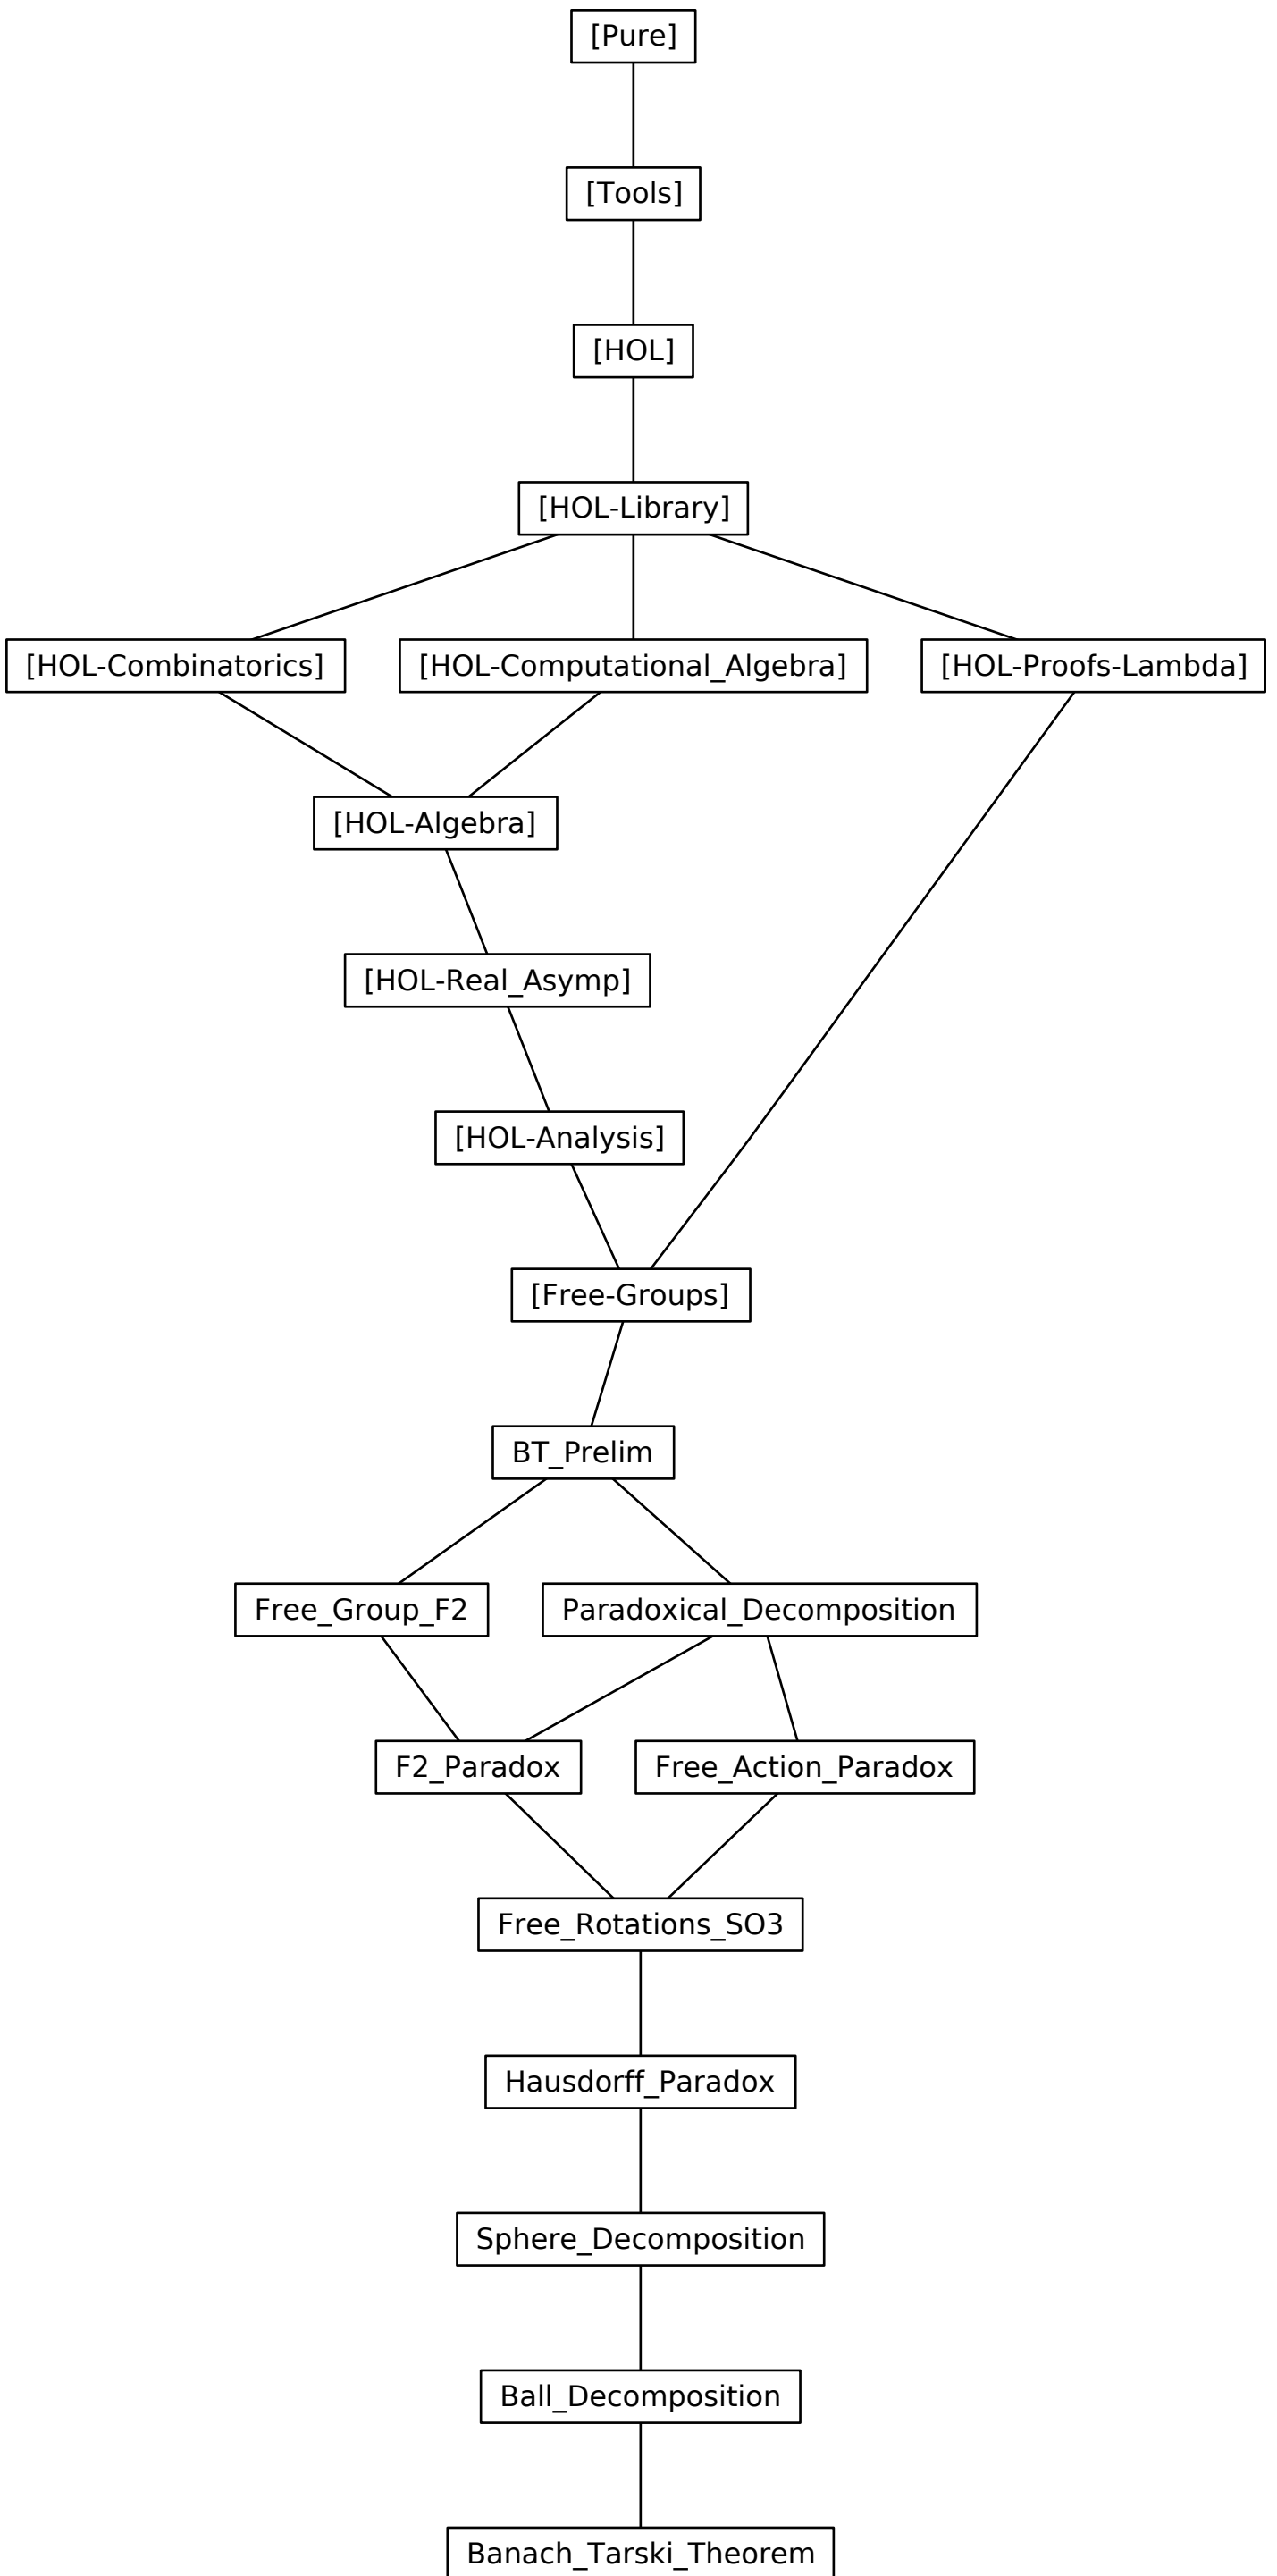 [Pure]
[Tools]
[HOL]
[HOL-Library]
[HOL-Combinatorics]
[HOL-Computational_Algebra]
[HOL-Proofs-Lambda]
[HOL-Algebra]
[HOL-Real_Asymp]
[HOL-Analysis]
[Free-Groups]
BT_Prelim
Free_Group_F2
Paradoxical_Decomposition
F2_Paradox
Free_Action_Paradox
Free_Rotations_SO3
Hausdorff_Paradox
Sphere_Decomposition
Ball_Decomposition
Banach_Tarski_Theorem